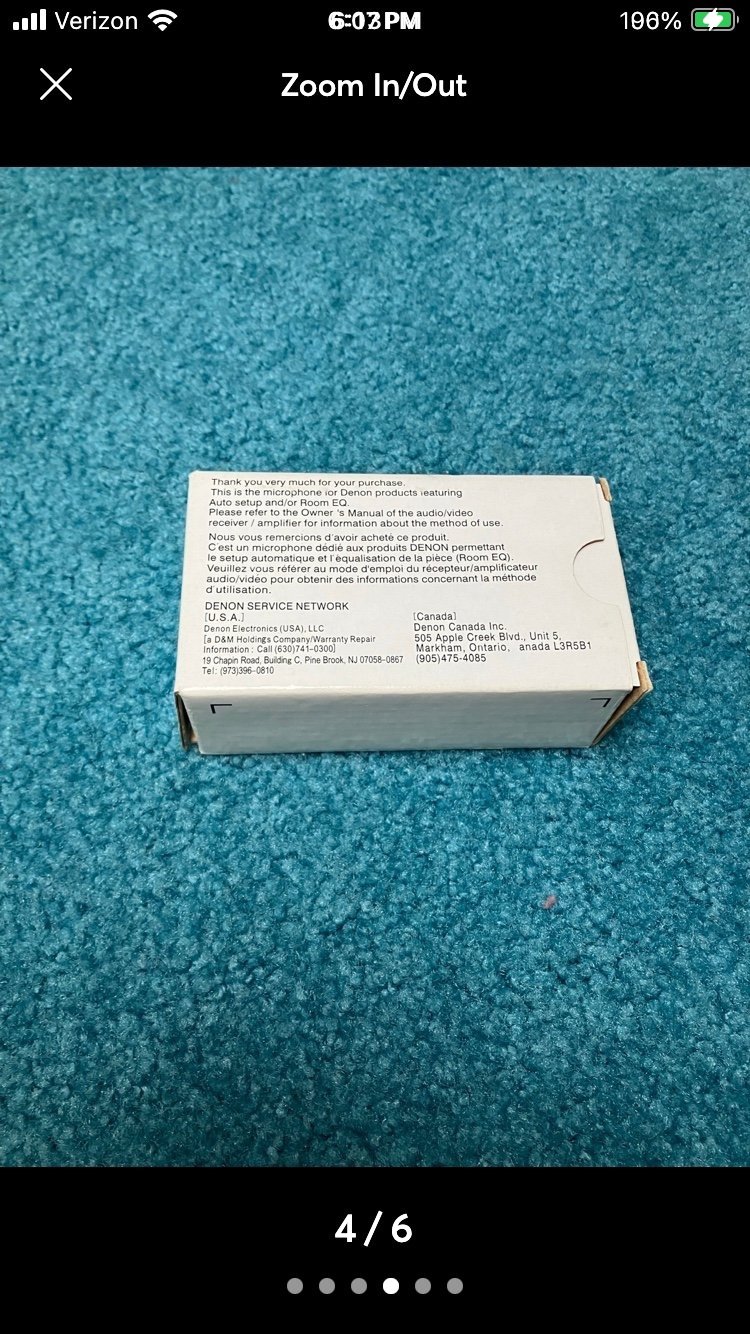 Verizon
6:03PM
196%
Zoom In/Out
Thank you very much for your purchase.
This is the microphone for Denon products featuring
Auto setup and/or Room EQ.
Please refer to the Owner 's Manual of the audio/video
receiver / amplifier for information about the method of use.
Nous vous remercions d'avoir acheté ce produit.
C'est un microphone dédié aux produits DENON permettant
le setup automatique et l'équalisation de la pièce (Room EQ).
Veuillez vous référer au mode d'emploi du récepteur/amplificateur
audio/vidéo pour obtenir des informations concernant la méthode
d'utilisation.
DENON SERVICE NETWORK
[U.S.A.]
Denon Electronics (USA), LLC
[a D&M Holdings Company/Warranty Repair
Information : Call (630)741-0300]
19 Chapin Road, Building C, Pine Brook, NJ 07058-0867
Tel: (973)396-0810
[Canada]
Denon Canada Inc.
505 Apple Creek Blvd., Unit 5,
Markham, Ontario, anada L3R5B1
(905)475-4085
4/6